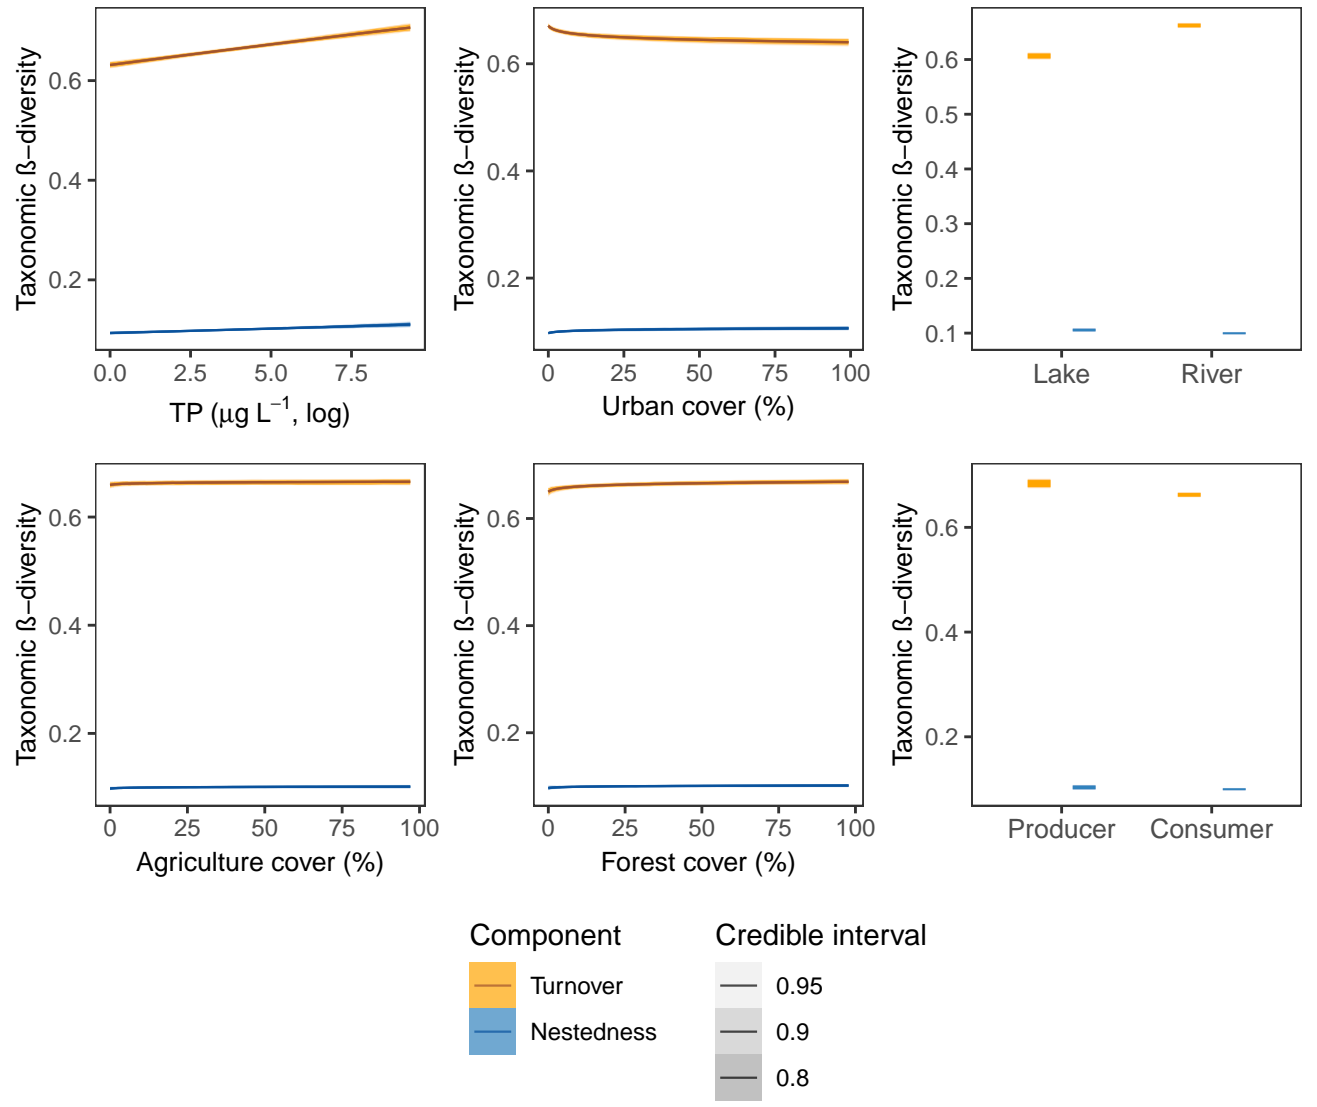 Taxonomic ß−diversity
0.6
0.4
0.2
0.0 2.5 5.0 7.5
TP (μg L−1, log)
Taxonomic ß−diversity
0.6
0.4
0.2
0 25 50 75 100
Urban cover (%)
Taxonomic ß−diversity
0.6
0.5
0.4
0.3
0.2
0.1
Lake River
Taxonomic ß−diversity
0.6
0.4
0.2
0 25 50 75 100
Agriculture cover (%)
Taxonomic ß−diversity
0.6
0.4
0.2
0 25 50 75 100
Forest cover (%)
Taxonomic ß−diversity
0.6
0.4
0.2
Producer Consumer
Component
Turnover
Nestedness
Credible interval
0.95
0.9
0.8